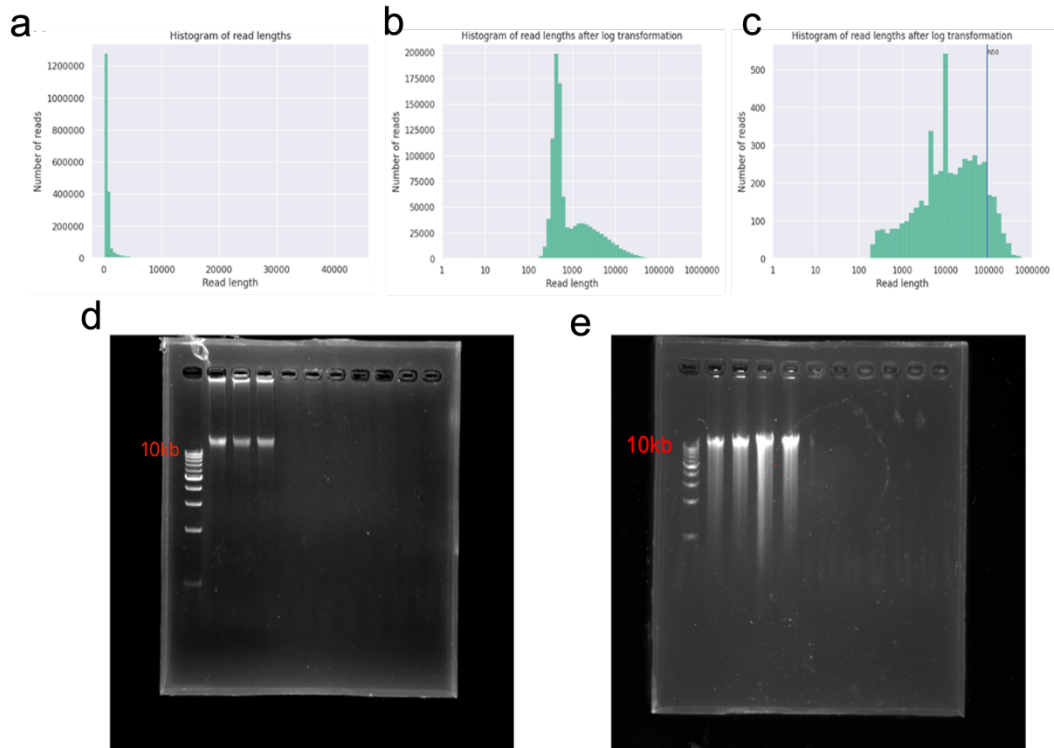 a
b
c
Histogram of read lengths
Number of reads
1200000
1000000
800000
600000
400000
200000
0
0 10000 20000 30000 40000
Read length
Histogram of read lengths after log transformation
Number of reads
200000
175000
150000
125000
100000
75000
50000
25000
0
1 10 100 1000 10000 100000 1000000
Read length
Histogram of read lengths after log transformation
N50
Number of reads
500
400
300
200
100
0
1 10 100 1000 10000 100000 1000000
Read length
d
e
10kb
10kb